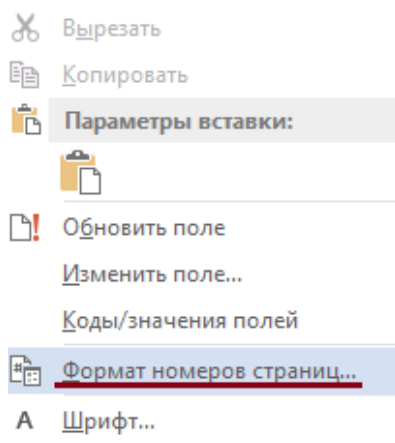 Вырезать
Копировать
Параметры вставки:
Обновить поле
Изменить поле...
Коды/значения полей
Формат номеров страниц...
Шрифт...